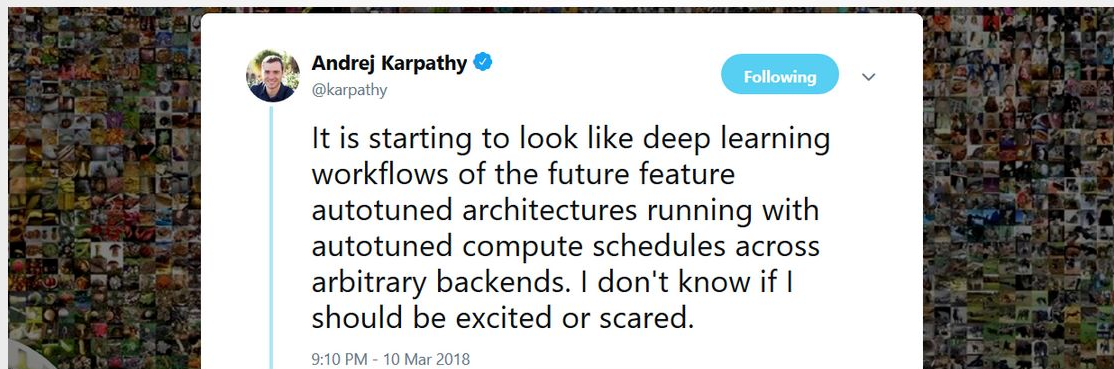 Andrej Karpathy
@karpathy
Following
It is starting to look like deep learning
workflows of the future feature
autotuned architectures running with
autotuned compute schedules across
arbitrary backends. I don't know if I
should be excited or scared.
9:10 PM - 10 Mar 2018